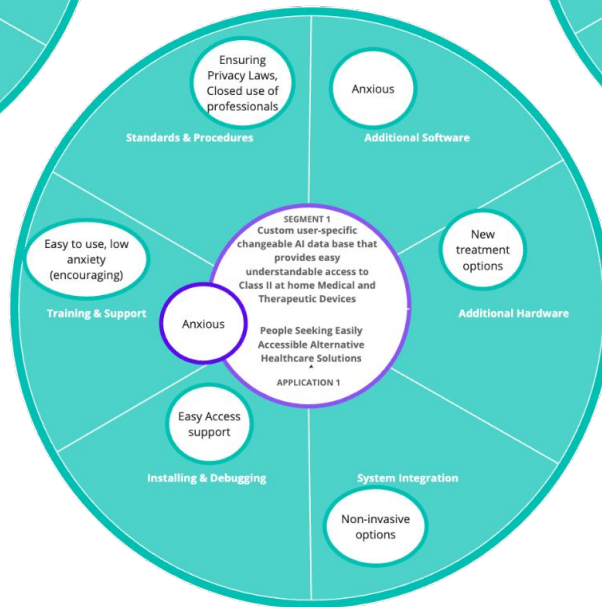 Ensuring
Privacy Laws,
Closed use of
professionals
Standards & Procedures
Anxious
Additional Software
Easy to use, low
anxiety
(encouraging)
Training & Support
SEGMENT 1
Custom user-specific
changeable AI data base that
provides easy
understandable access to
Class II at home Medical and
Therapeutic Devices
People Seeking Easily
Accessible Alternative
Healthcare Solutions
APPLICATION 1
Anxious
New
treatment
options
Additional Hardware
Easy Access
support
Installing & Debugging
System Integration
Non-invasive
options